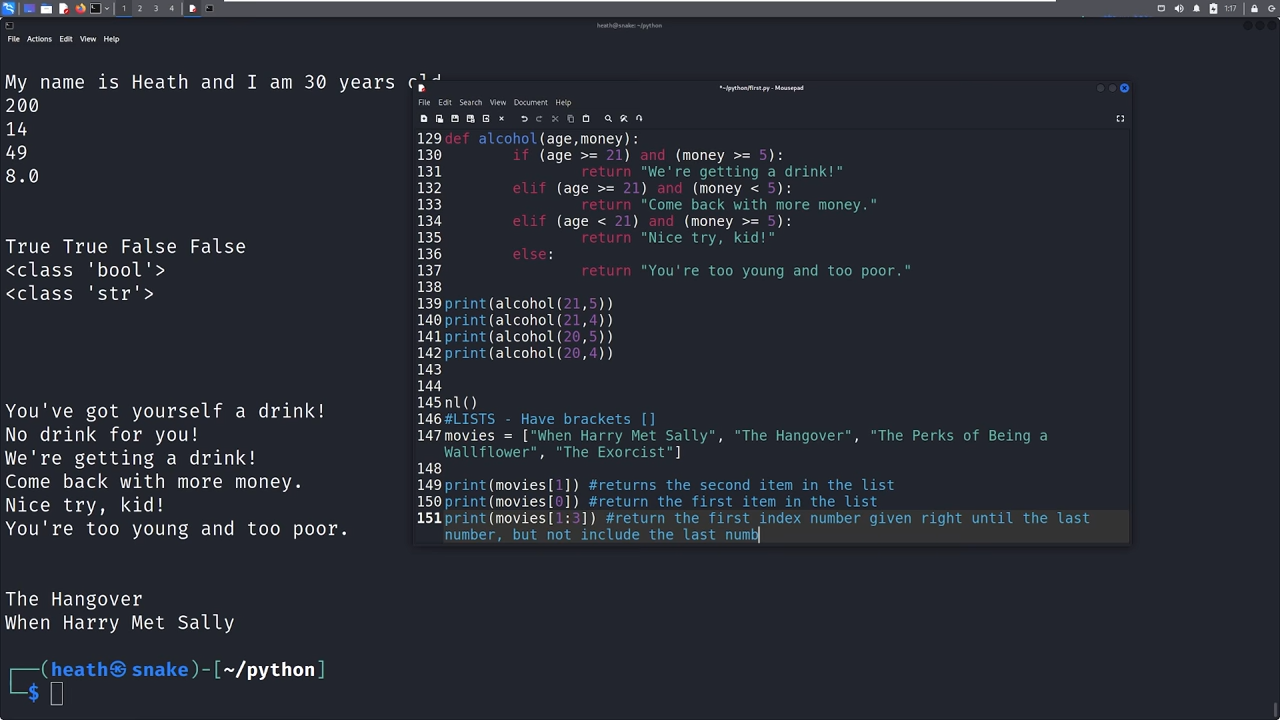 1 2 3 4
1:17
heath@snake: ~/python
File Actions Edit View Help
My name is Heath and I am 30 years old
200
14
49
8.0
True True False False
<class 'bool'>
<class 'str'>
You've got yourself a drink!
No drink for you!
We're getting a drink!
Come back with more money.
Nice try, kid!
You're too young and too poor.
The Hangover
When Harry Met Sally
(heath㉿snake)-[~/python]
$
*~/python/first.py - Mousepad
File Edit Search View Document Help
129 def alcohol(age,money):
130 if (age >= 21) and (money >= 5):
131 return "We're getting a drink!"
132 elif (age >= 21) and (money < 5):
133 return "Come back with more money."
134 elif (age < 21) and (money >= 5):
135 return "Nice try, kid!"
136 else:
137 return "You're too young and too poor."
138
139 print(alcohol(21,5))
140 print(alcohol(21,4))
141 print(alcohol(20,5))
142 print(alcohol(20,4))
143
144
145 nl()
146 #LISTS - Have brackets []
147 movies = ["When Harry Met Sally", "The Hangover", "The Perks of Being a
Wallflower", "The Exorcist"]
148
149 print(movies[1]) #returns the second item in the list
150 print(movies[0]) #return the first item in the list
151 print(movies[1:3]) #return the first index number given right until the last
number, but not include the last numb